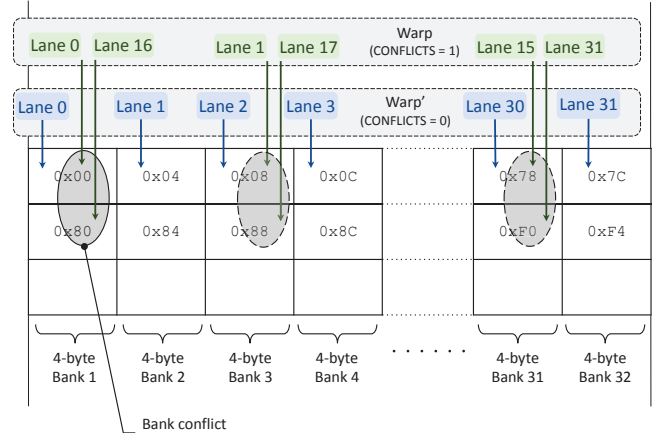 Warp
(CONFLICTS = 1)
Lane 0 Lane 16 Lane 1 Lane 17 Lane 15 Lane 31
Warp'
(CONFLICTS = 0)
Lane 0 Lane 1 Lane 2 Lane 3 Lane 30 Lane 31
0x00 0x04 0x08 0x0C 0x78 0x7C
0x80 0x84 0x88 0x8C 0xF0 0xF4
4-byte 4-byte 4-byte 4-byte 4-byte 4-byte
Bank 1 Bank 2 Bank 3 Bank 4 . . . . . . Bank 31 Bank 32
Bank conflict